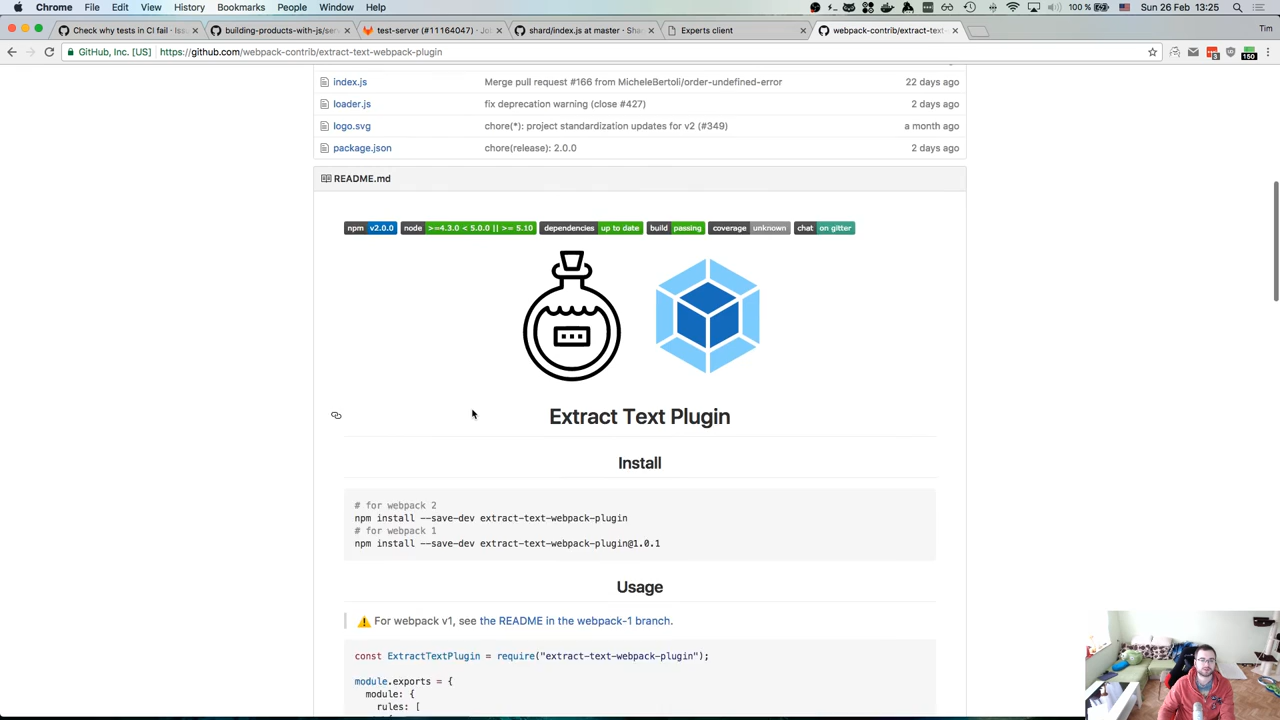 Chrome File Edit View History Bookmarks People Window Help 100 % Sun 26 Feb 13:25
Check why tests in CI fail · Iss
building-products-with-js/ser
test-server (#11164047) · Jo
shard/index.js at master · Sh
Experts client
webpack-contrib/extract-text-
Tim
GitHub, Inc. [US] https://github.com/webpack-contrib/extract-text-webpack-plugin
3
150
index.js Merge pull request #166 from MicheleBertoli/order-undefined-error 22 days ago
loader.js fix deprecation warning (close #427) 2 days ago
logo.svg chore(*): project standardization updates for v2 (#349) a month ago
package.json chore(release): 2.0.0 2 days ago
README.md
npm v2.0.0 node >=4.3.0 < 5.0.0 || >= 5.10 dependencies up to date build passing coverage unknown chat on gitter
Extract Text Plugin
Install
# for webpack 2
npm install --save-dev extract-text-webpack-plugin
# for webpack 1
npm install --save-dev extract-text-webpack-plugin@1.0.1
Usage
For webpack v1, see the README in the webpack-1 branch.
const ExtractTextPlugin = require("extract-text-webpack-plugin");
module.exports = {
module: {
rules: [